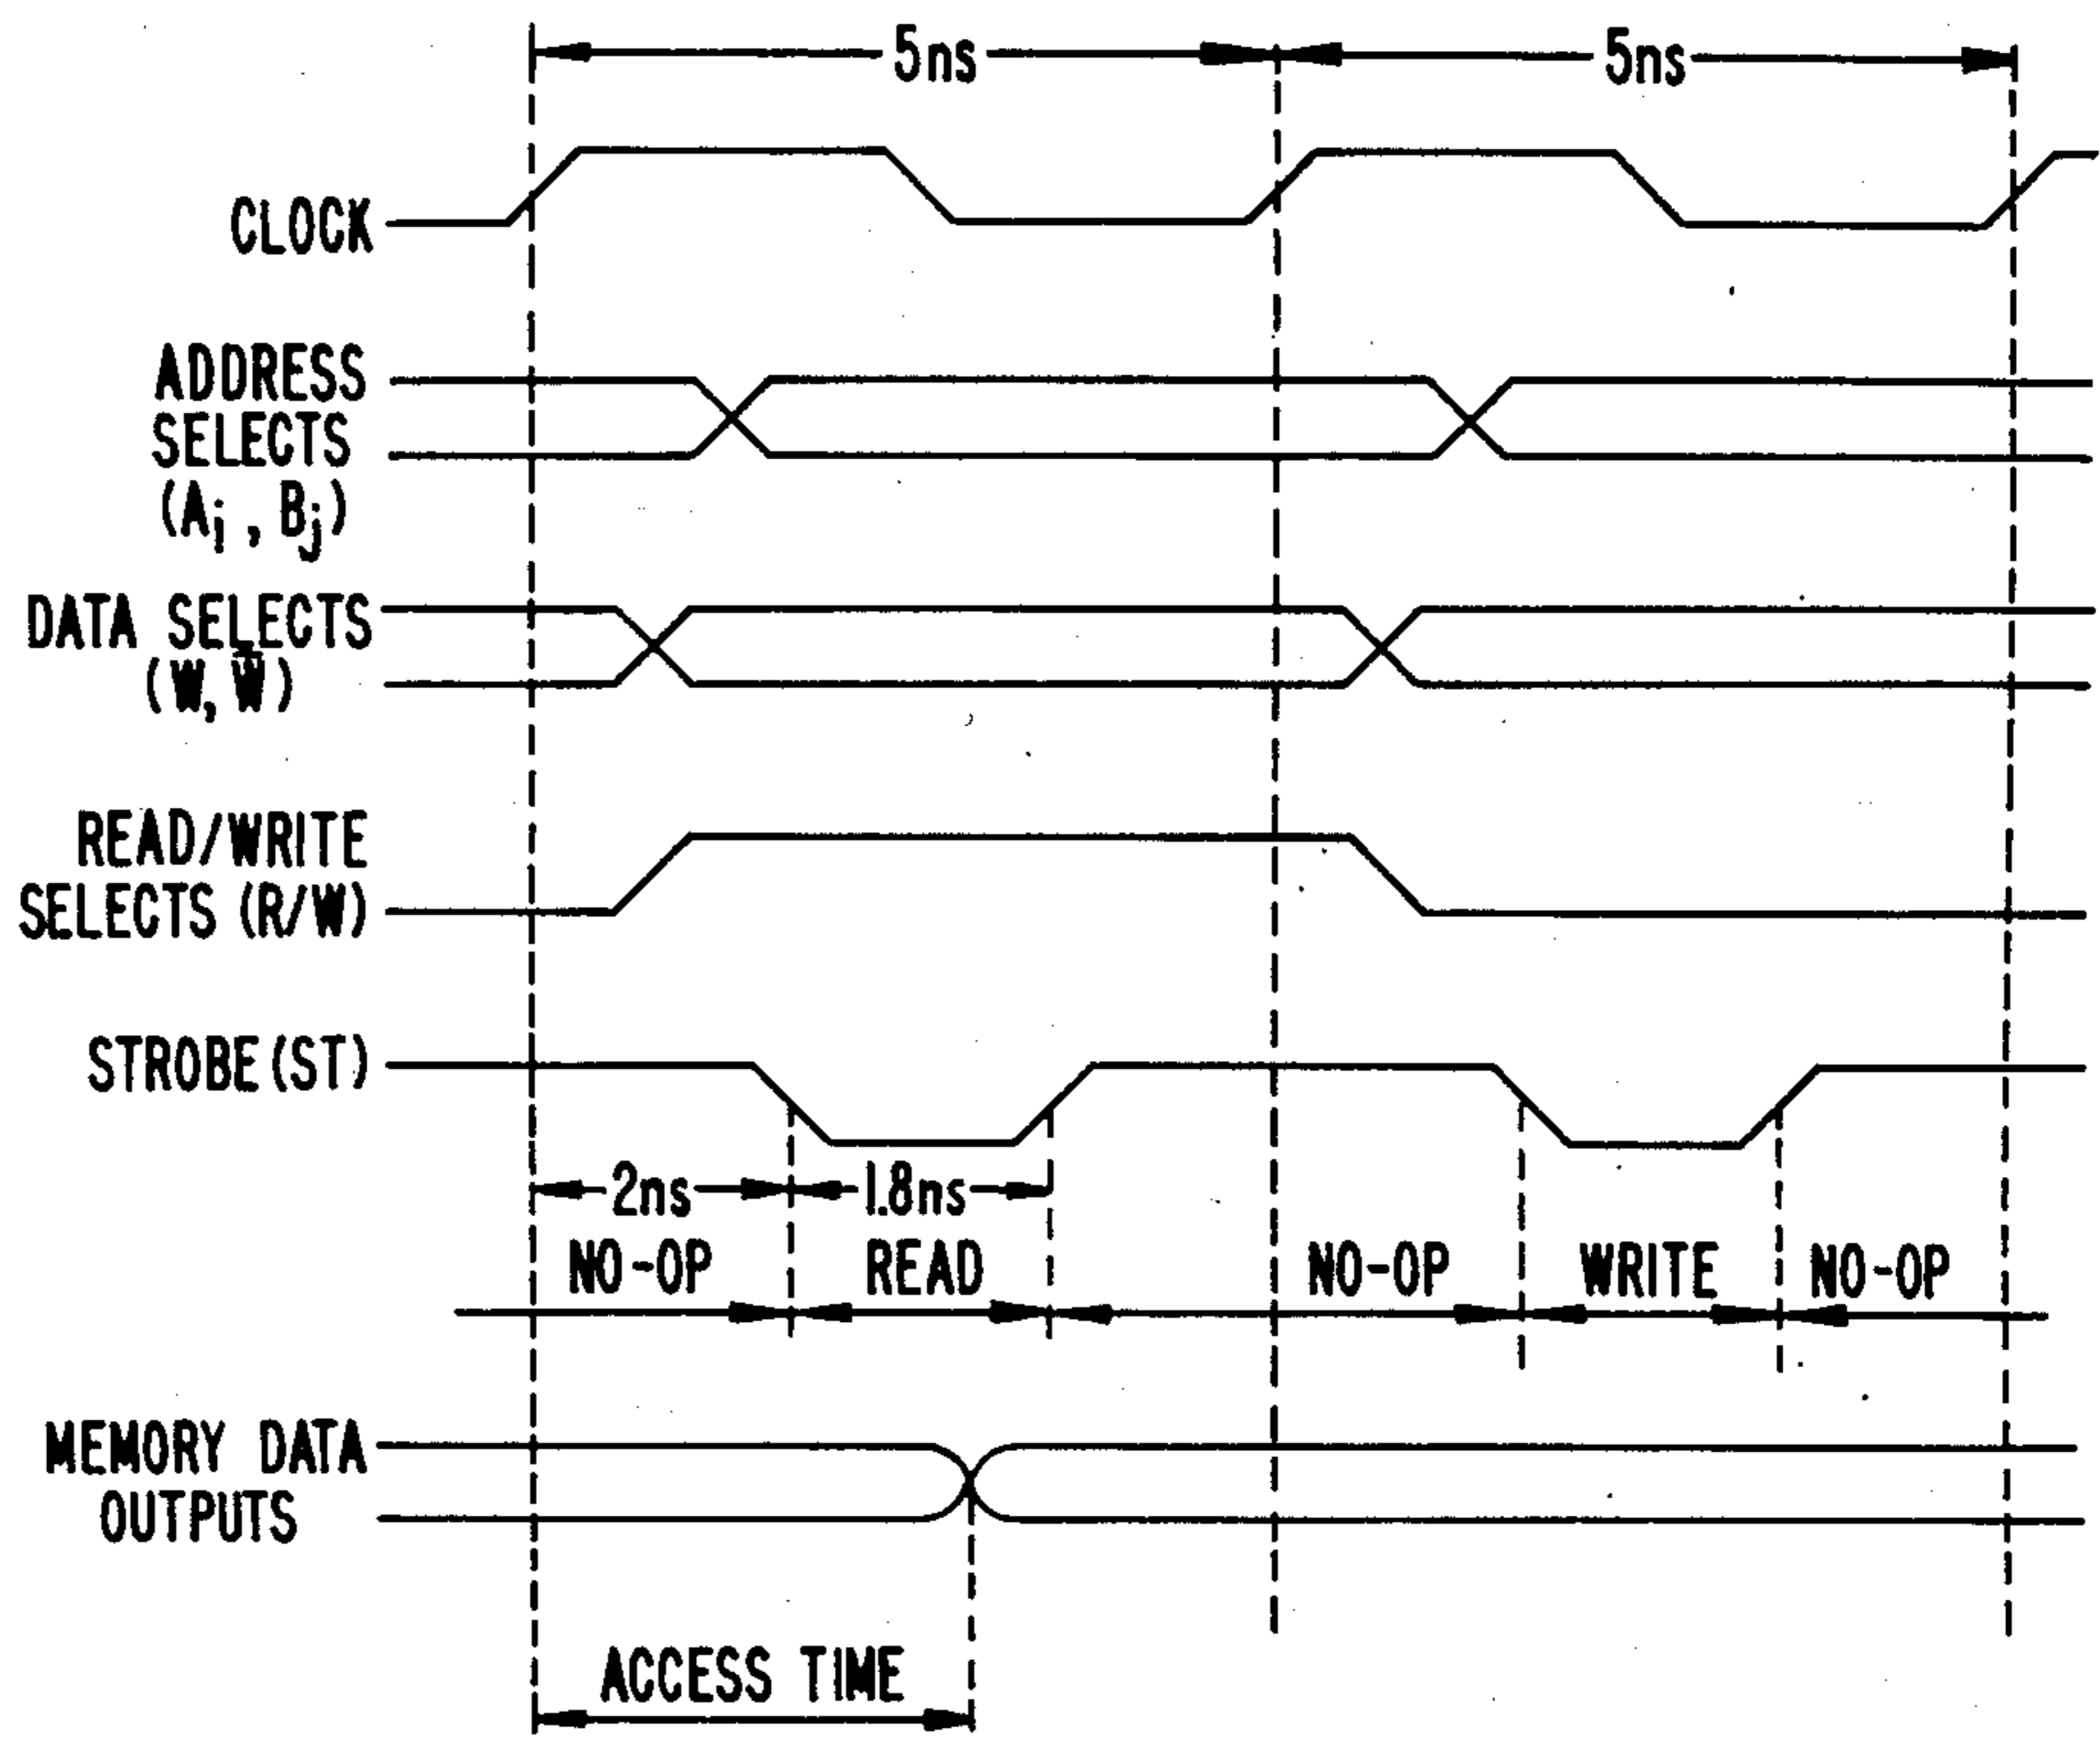 5ns 5ns
CLOCK
ADDRESS
SELECTS
(Ai , Bj)
DATA SELECTS
(W, W̅)
READ/WRITE
SELECTS (R/W)
STROBE (ST)
2ns 1.8ns
NO-OP READ NO-OP WRITE NO-OP
MEMORY DATA
OUTPUTS
ACCESS TIME